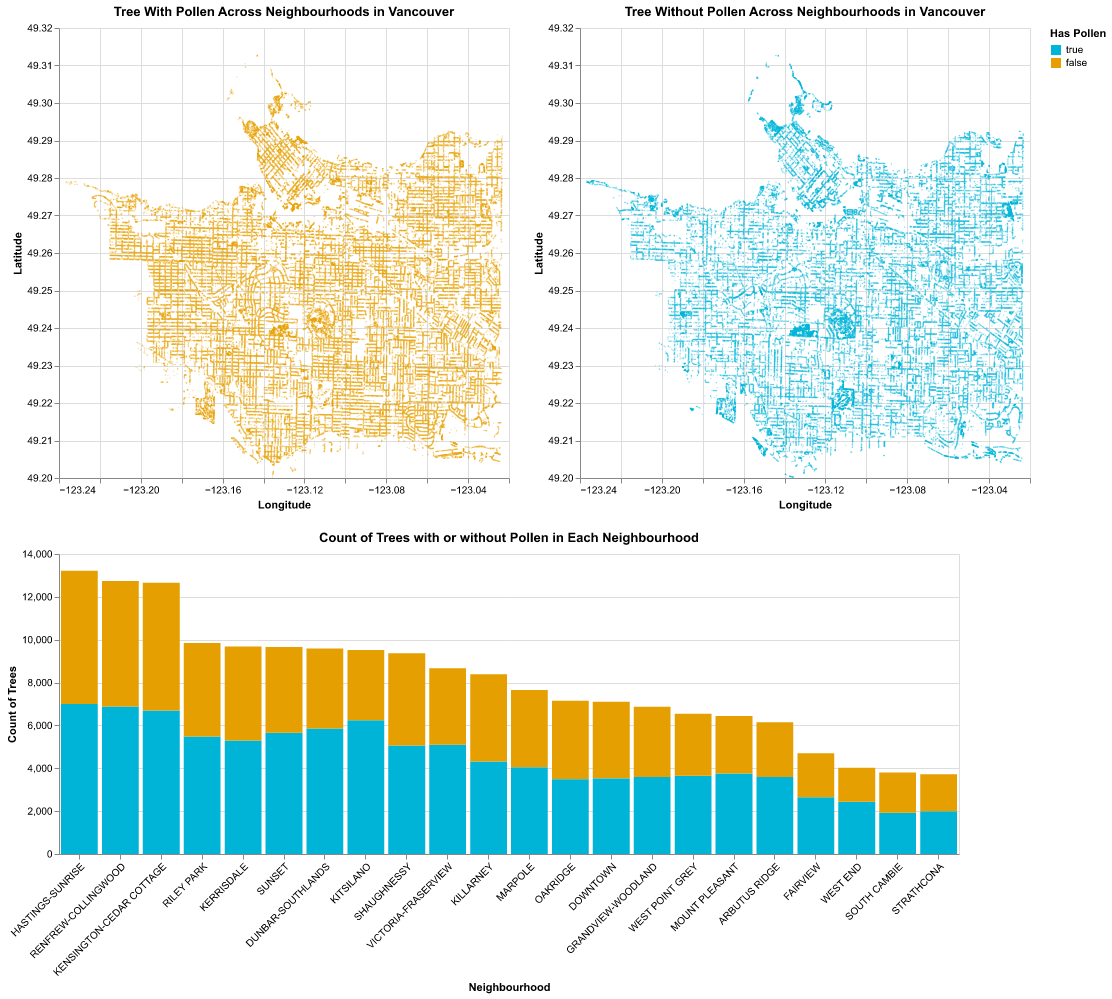 Tree With Pollen Across Neighbourhoods in Vancouver
49.32
49.31
49.30
49.29
49.28
49.27
49.26
49.25
49.24
49.23
49.22
49.21
49.20
Latitude
−123.24 −123.20 −123.16 −123.12 −123.08 −123.04
Longitude
Tree Without Pollen Across Neighbourhoods in Vancouver
49.32
49.31
49.30
49.29
49.28
49.27
49.26
49.25
49.24
49.23
49.22
49.21
49.20
Latitude
−123.24 −123.20 −123.16 −123.12 −123.08 −123.04
Longitude
Has Pollen
true
false
Count of Trees with or without Pollen in Each Neighbourhood
14,000
12,000
10,000
8,000
6,000
4,000
2,000
0
Count of Trees
HASTINGS-SUNRISE
RENFREW-COLLINGWOOD
KENSINGTON-CEDAR COTTAGE
RILEY PARK
KERRISDALE
SUNSET
DUNBAR-SOUTHLANDS
KITSILANO
SHAUGHNESSY
VICTORIA-FRASERVIEW
KILLARNEY
MARPOLE
OAKRIDGE
DOWNTOWN
GRANDVIEW-WOODLAND
WEST POINT GREY
MOUNT PLEASANT
ARBUTUS RIDGE
FAIRVIEW
WEST END
SOUTH CAMBIE
STRATHCONA
Neighbourhood